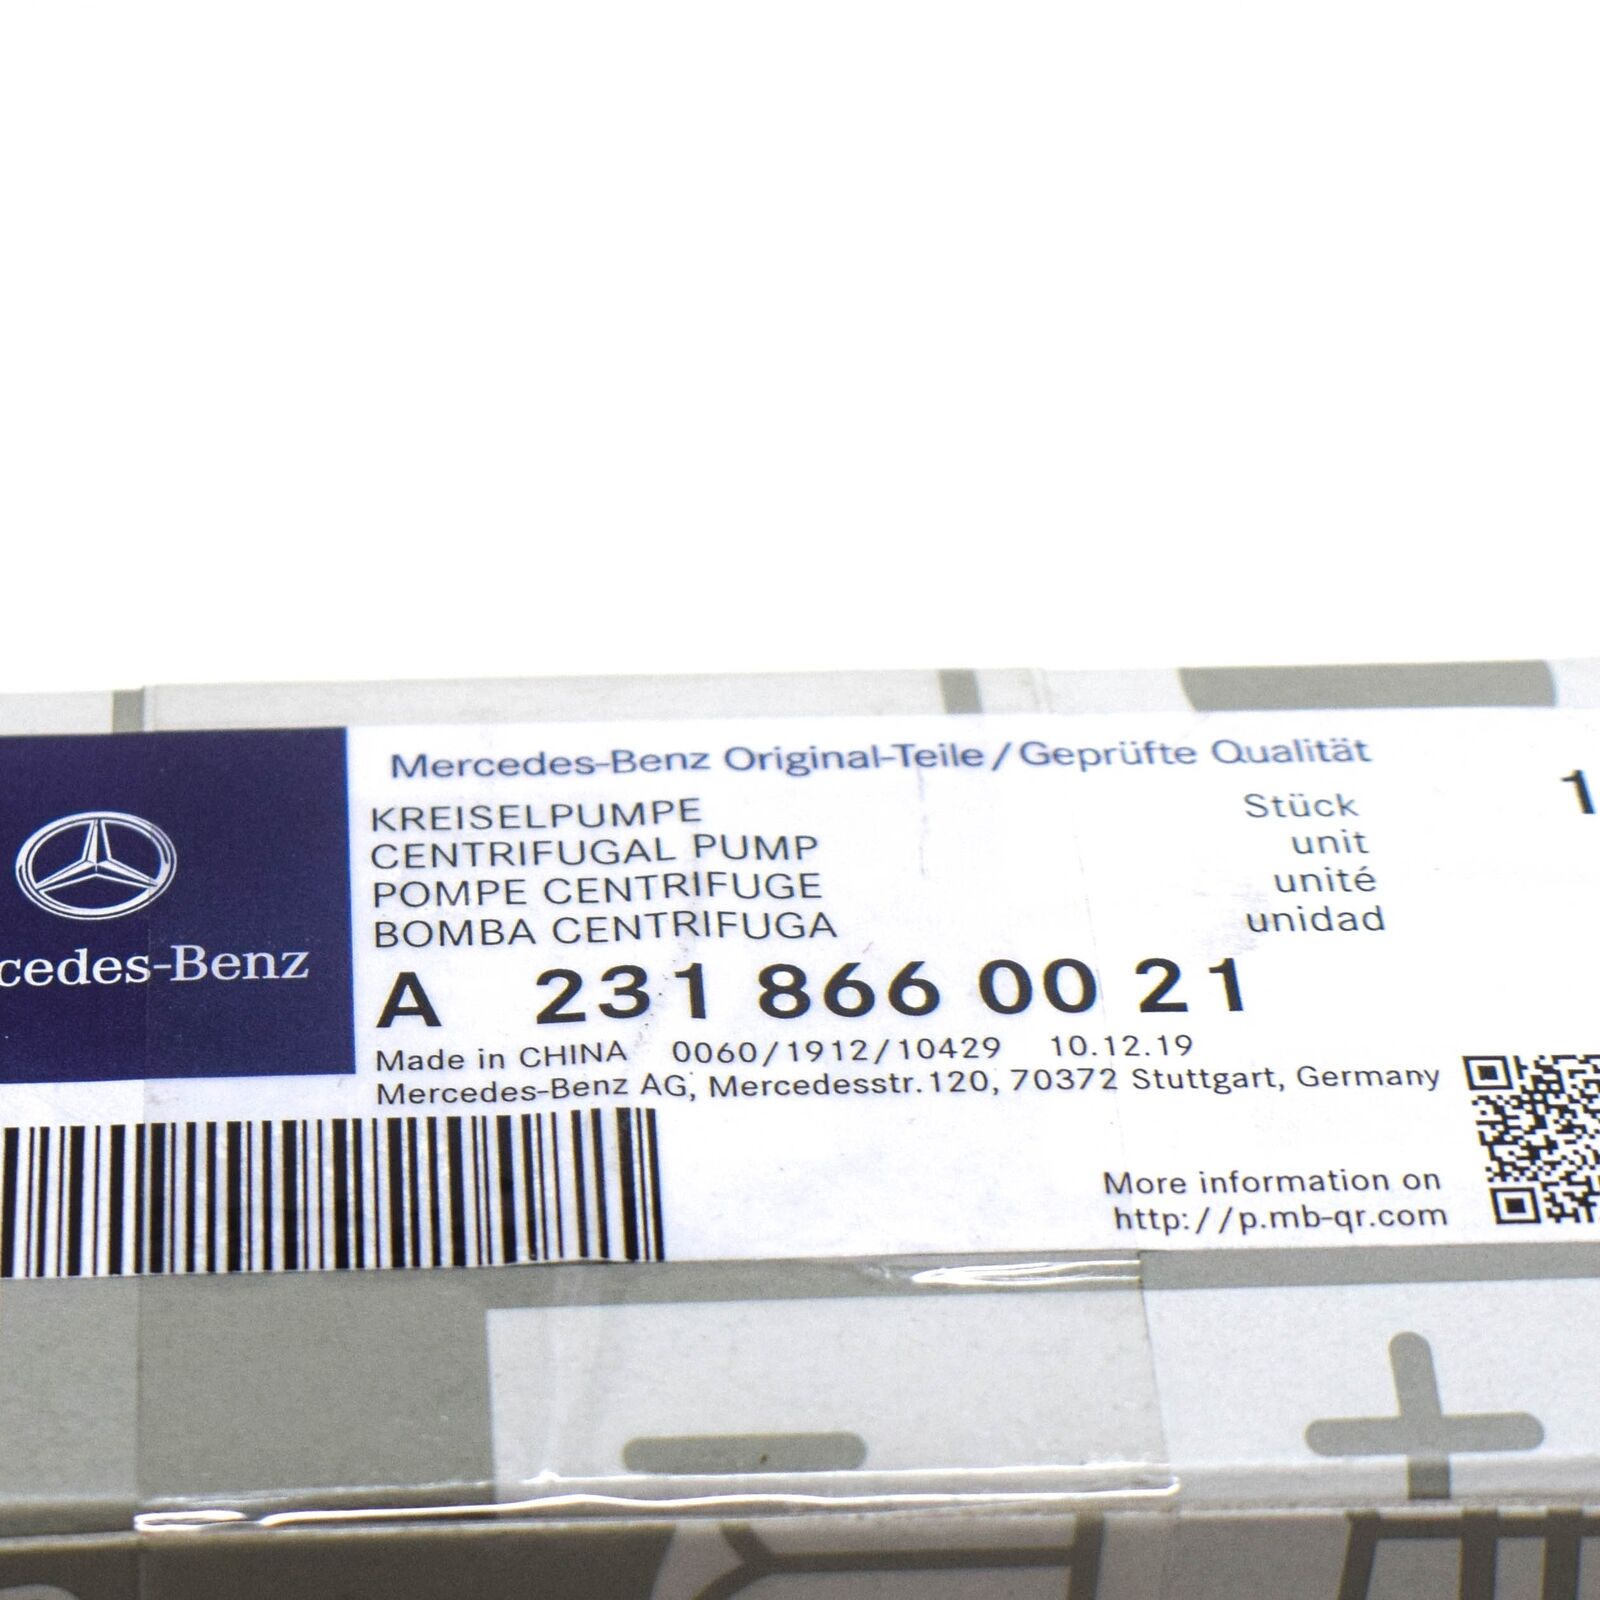 Mercedes-Benz Original-Teile/Geprüfte Qualität
KREISELPUMPE Stück 1
CENTRIFUGAL PUMP unit
POMPE CENTRIFUGE unité
BOMBA CENTRIFUGA unidad
cedes-Benz
A 231 866 00 21
Made in CHINA 0060/1912/10429 10.12.19
Mercedes-Benz AG, Mercedesstr.120, 70372 Stuttgart, Germany
More information on
http://p.mb-qr.com